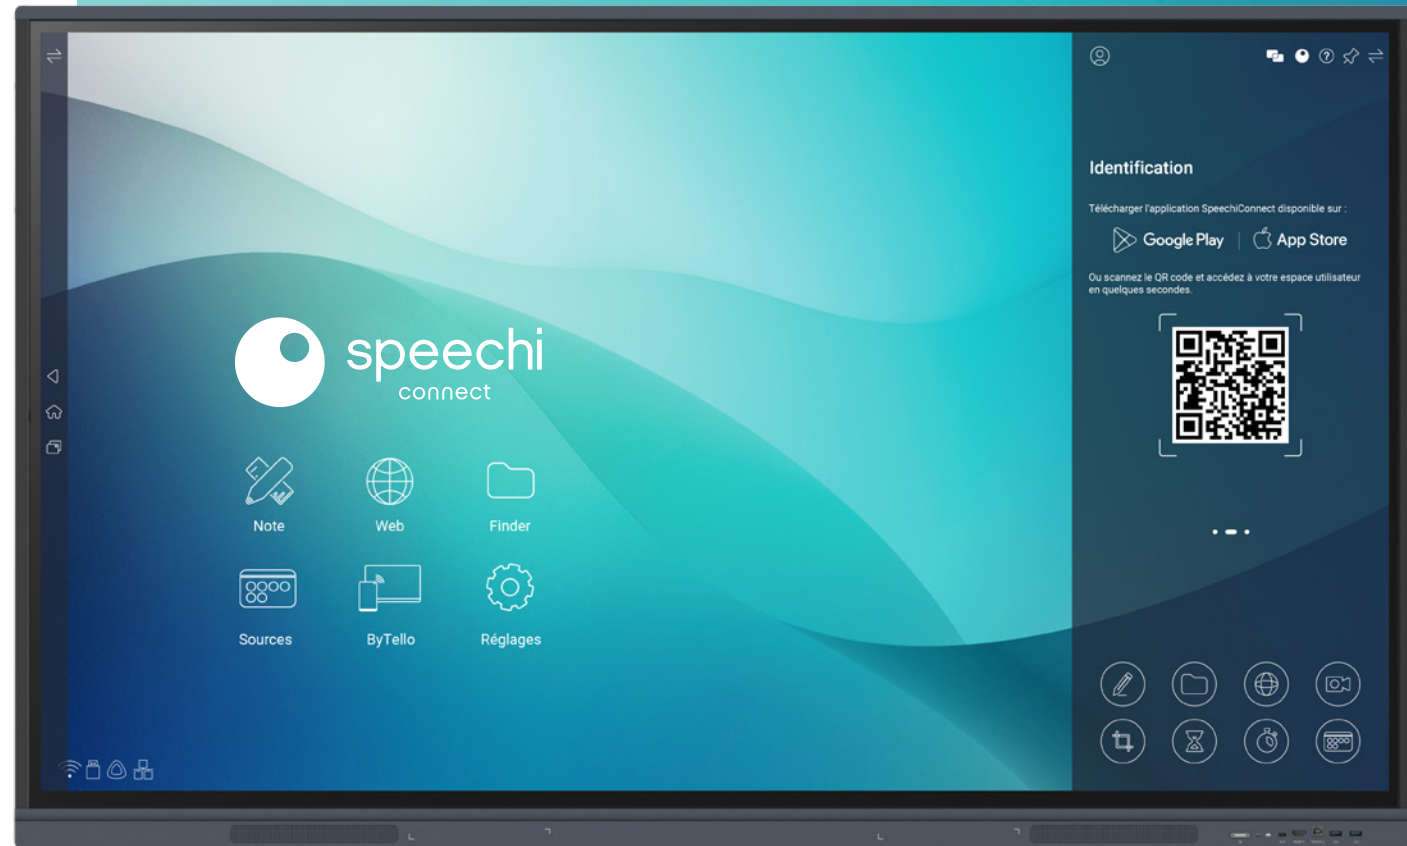 Identification
Télécharger l'application SpeechiConnect disponible sur :
Google Play | App Store
Ou scannez le QR code et accédez à votre espace utilisateur
en quelques secondes.
speechi
connect
Note
Web
Finder
Sources
ByTello
Réglages